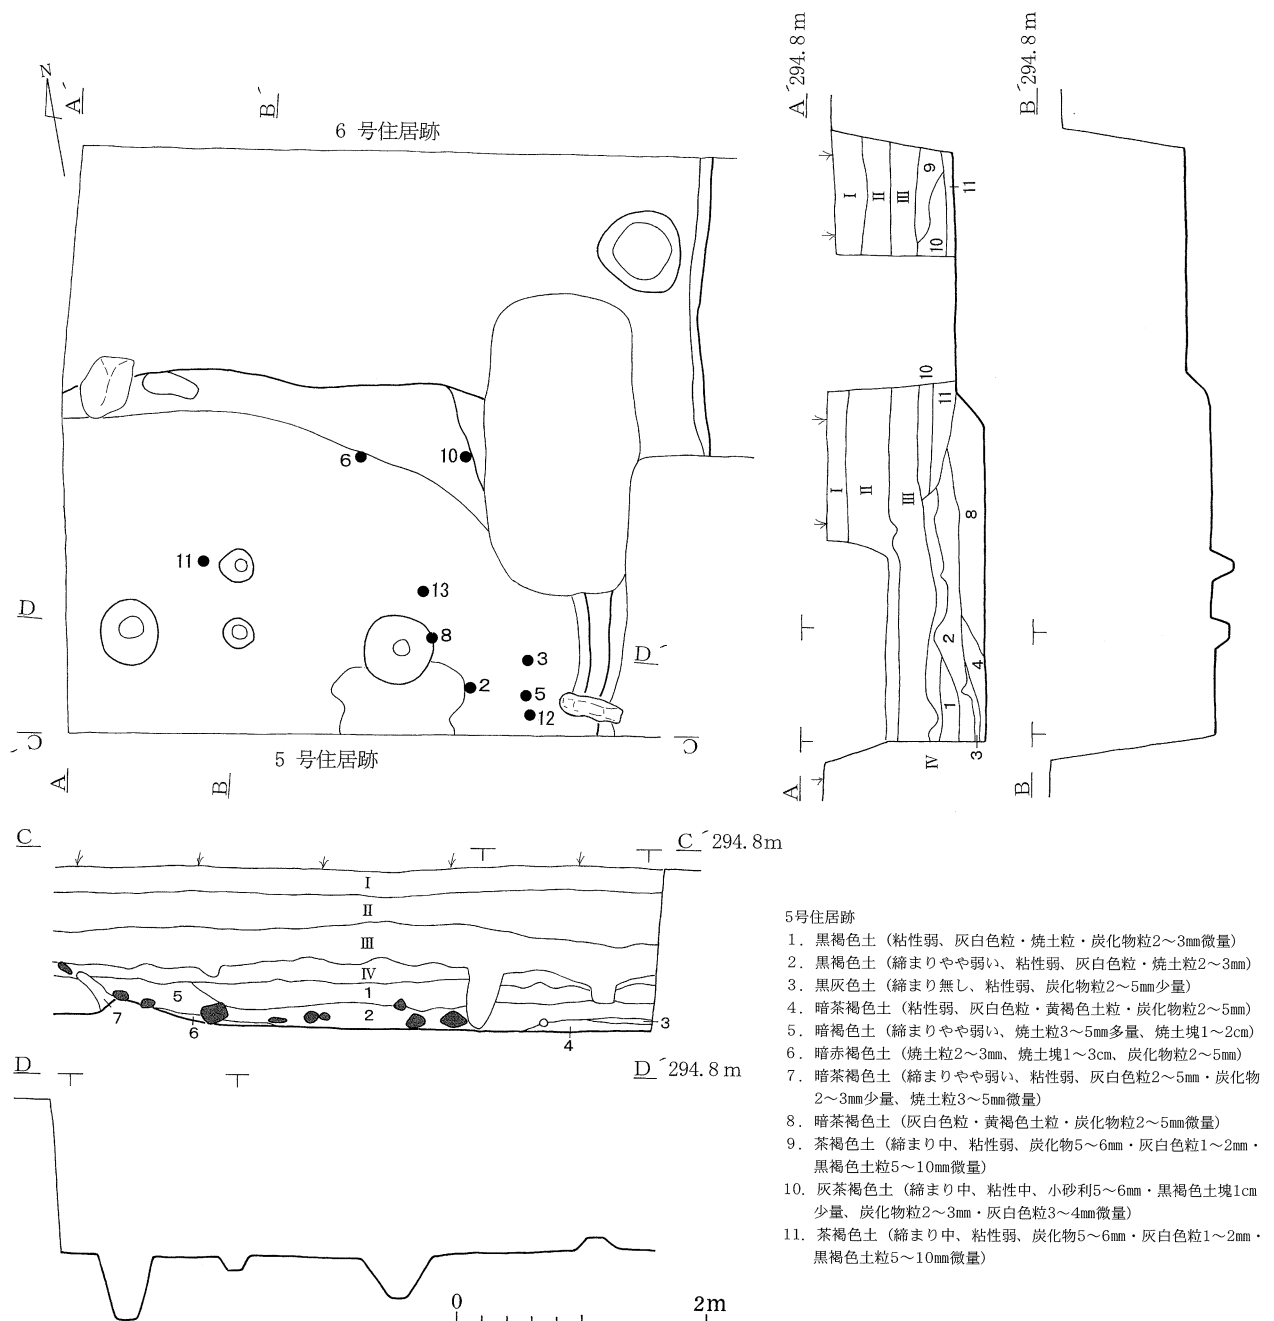 N
A´
B´
6 号住居跡
6
10
11
13
8
3
2
5
12
D
D´
C´
C
5 号住居跡
A
B
A´ 294.8m
I
II
III
9
10
11
10
11
I
II
III
8
2
4
1
3
IV
A
B´ 294.8m
B
C
C´ 294.8m
I
II
III
IV
5
1
2
7
6
4
3
D
D´ 294.8m
0
2m
5号住居跡
1．黒褐色土（粘性弱、灰白色粒・焼土粒・炭化物粒2～3㎜微量）
2．黒褐色土（締まりやや弱い、粘性弱、灰白色粒・焼土粒2～3㎜）
3．黒灰色土（締まり無し、粘性弱、炭化物粒2～5㎜少量）
4．暗茶褐色土（粘性弱、灰白色粒・黄褐色土粒・炭化物粒2～5㎜）
5．暗褐色土（締まりやや弱い、焼土粒3～5㎜多量、焼土塊1～2㎝）
6．暗赤褐色土（焼土粒2～3㎜、焼土塊1～3㎝、炭化物粒2～5㎜）
7．暗茶褐色土（締まりやや弱い、粘性弱、灰白色粒2～5㎜・炭化物
2～3㎜少量、焼土粒3～5㎜微量）
8．暗茶褐色土（灰白色粒・黄褐色土粒・炭化物粒2～5㎜微量）
9．茶褐色土（締まり中、粘性弱、炭化物5～6㎜・灰白色粒1～2㎜・
黒褐色土粒5～10㎜微量）
10．灰茶褐色土（締まり中、粘性中、小砂利5～6㎜・黒褐色土塊1㎝
少量、炭化物粒2～3㎜・灰白色粒3～4㎜微量）
11．茶褐色土（締まり中、粘性弱、炭化物5～6㎜・灰白色粒1～2㎜・
黒褐色土粒5～10㎜微量）